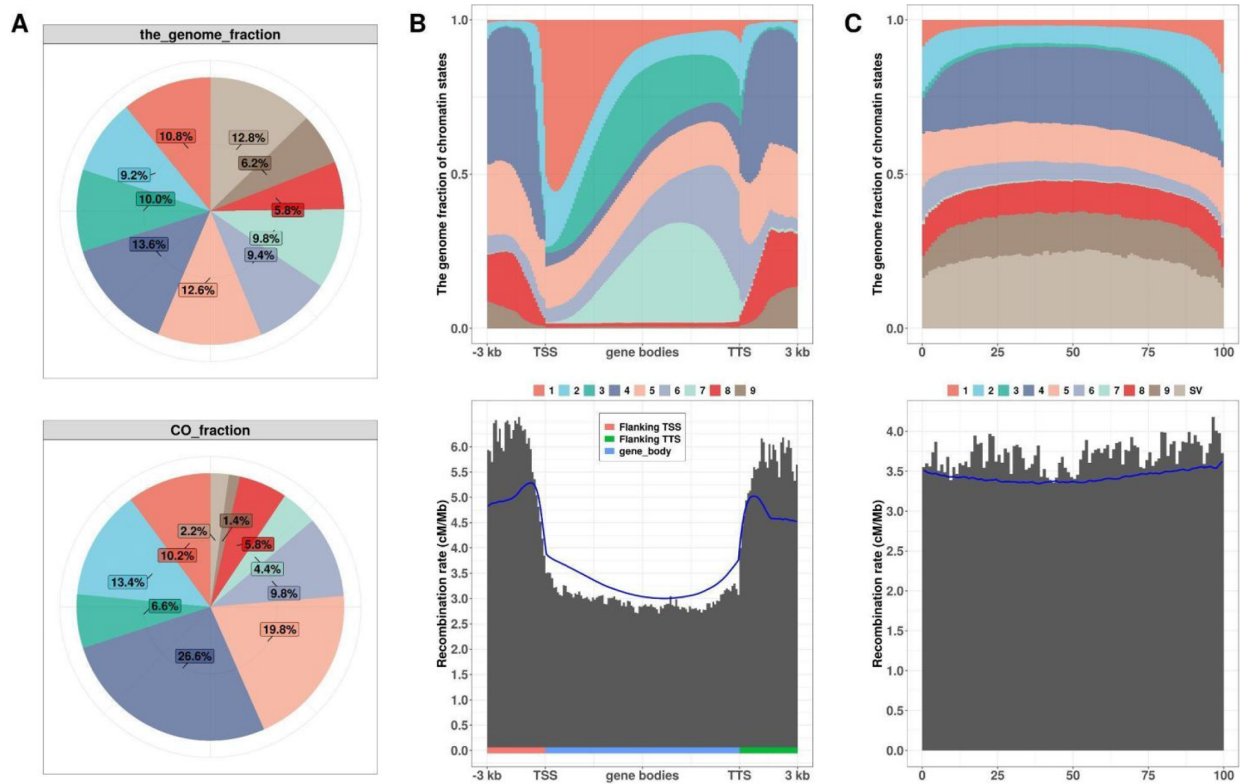 A
the_genome_fraction
10.8%
12.8%
6.2%
9.2%
10.0%
5.8%
9.8%
9.4%
13.6%
12.6%
CO_fraction
2.2%
1.4%
10.2%
5.8%
4.4%
13.4%
9.8%
6.6%
19.8%
26.6%
B
The genome fraction of chromatin states
1.0
0.5
0.0
-3 kb TSS gene bodies TTS 3 kb
1 2 3 4 5 6 7 8 9
Recombination rate (cM/Mb)
6.0
5.5
5.0
4.5
4.0
3.5
3.0
2.5
2.0
1.5
1.0
0.5
0.0
Flanking TSS
Flanking TTS
gene_body
-3 kb TSS gene bodies TTS 3 kb
C
The genome fraction of chromatin states
1.0
0.5
0.0
0 25 50 75 100
1 2 3 4 5 6 7 8 9 SV
Recombination rate (cM/Mb)
4.0
3.5
3.0
2.5
2.0
1.5
1.0
0.5
0.0
0 25 50 75 100